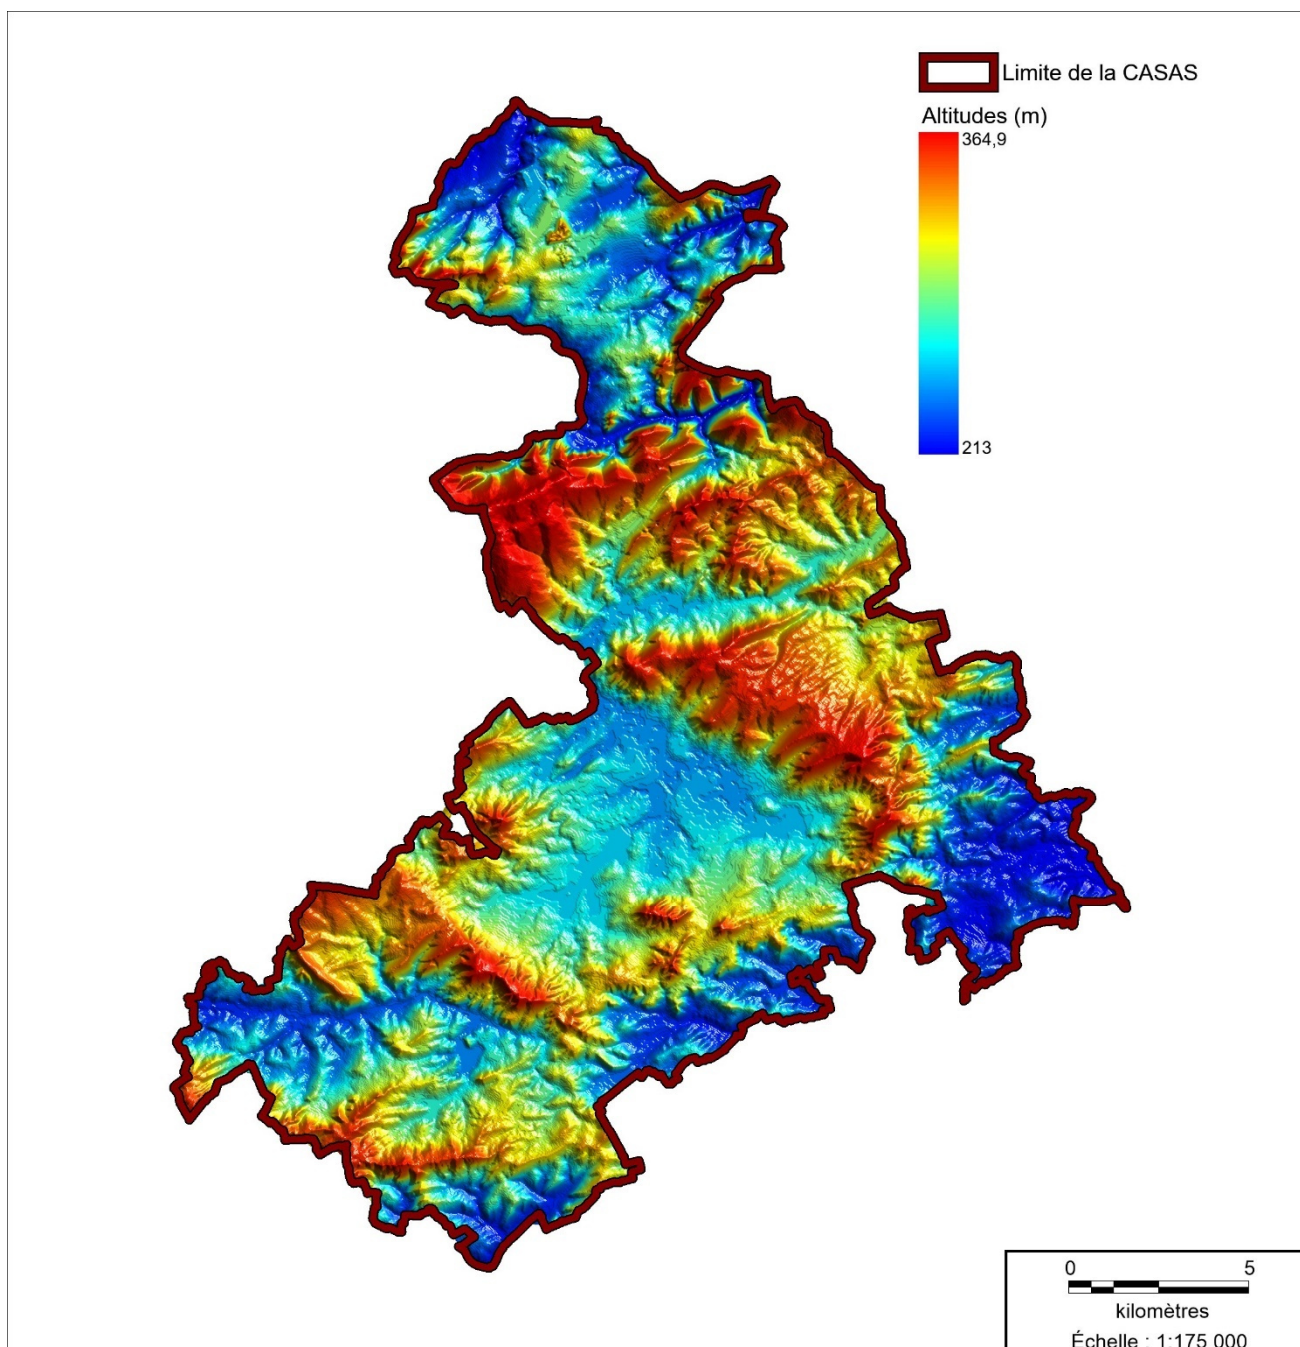 Limite de la CASAS
Altitudes (m)
364,9
213
0 5
kilomètres
Échelle : 1:175 000